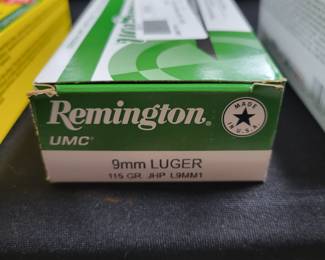 Remington®
MADE
IN
U.S.A.
UMC®
9mm LUGER
115 GR. JHP L9MM1